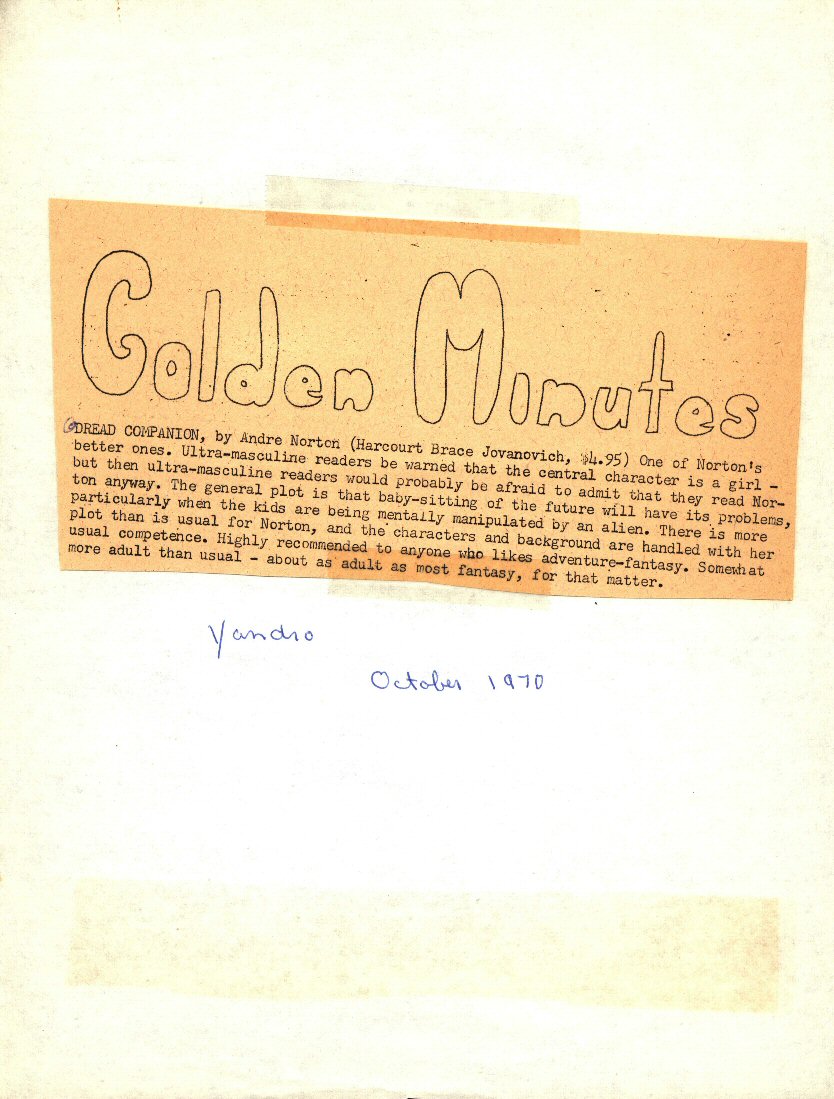 Golden Minutes
DREAD COMPANION, by Andre Norton (Harcourt Brace Jovanovich, $4.95) One of Norton's
better ones. Ultra-masculine readers be warned that the central character is a girl -
but then ultra-masculine readers would probably be afraid to admit that they read Nor-
ton anyway. The general plot is that baby-sitting of the future will have its problems,
particularly when the kids are being mentally manipulated by an alien. There is more
plot than is usual for Norton, and the characters and background are handled with her
usual competence. Highly recommended to anyone who likes adventure-fantasy. Somewhat
more adult than usual - about as adult as most fantasy, for that matter.
Yandro
October 1970